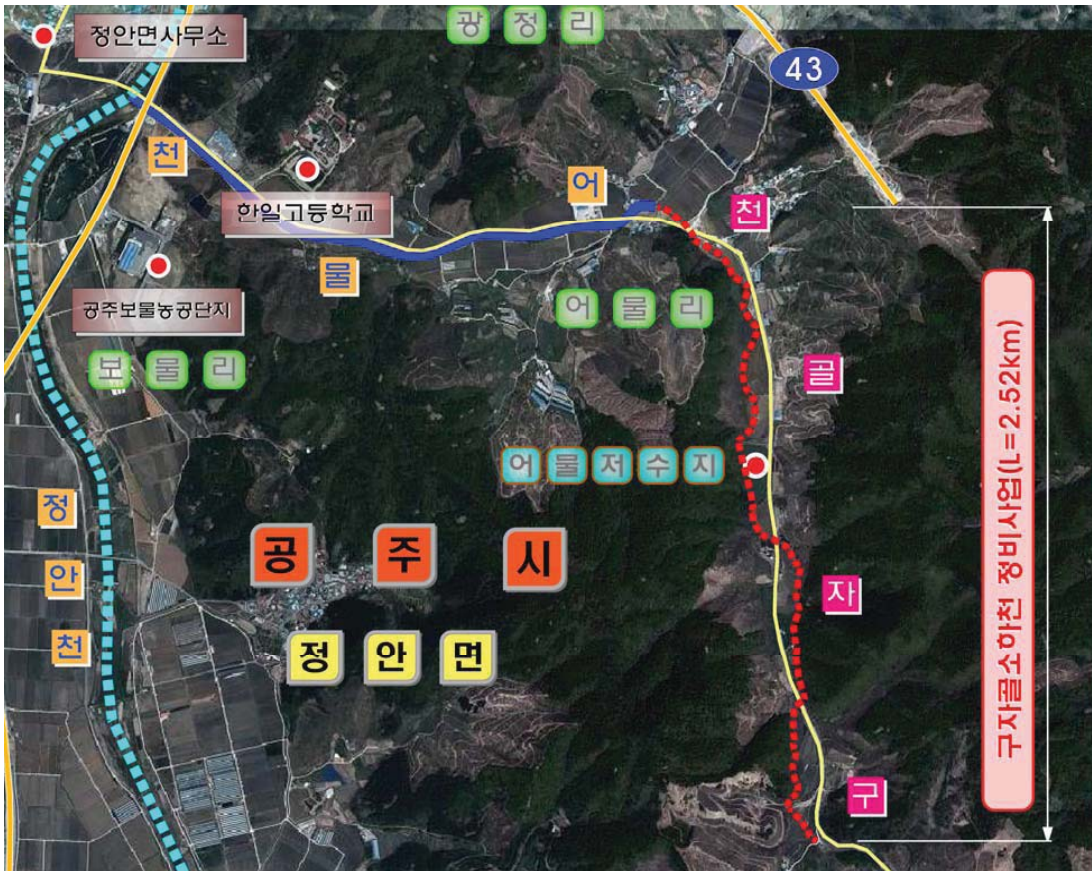 광정리
정안면사무소
43
천
어
한일고등학교
천
물
공주보물농공단지
어물리
보물리
골
어물저수지
구자골소하천 정비사업(L=2.52km)
정
안
천
공주시
자
정안면
구